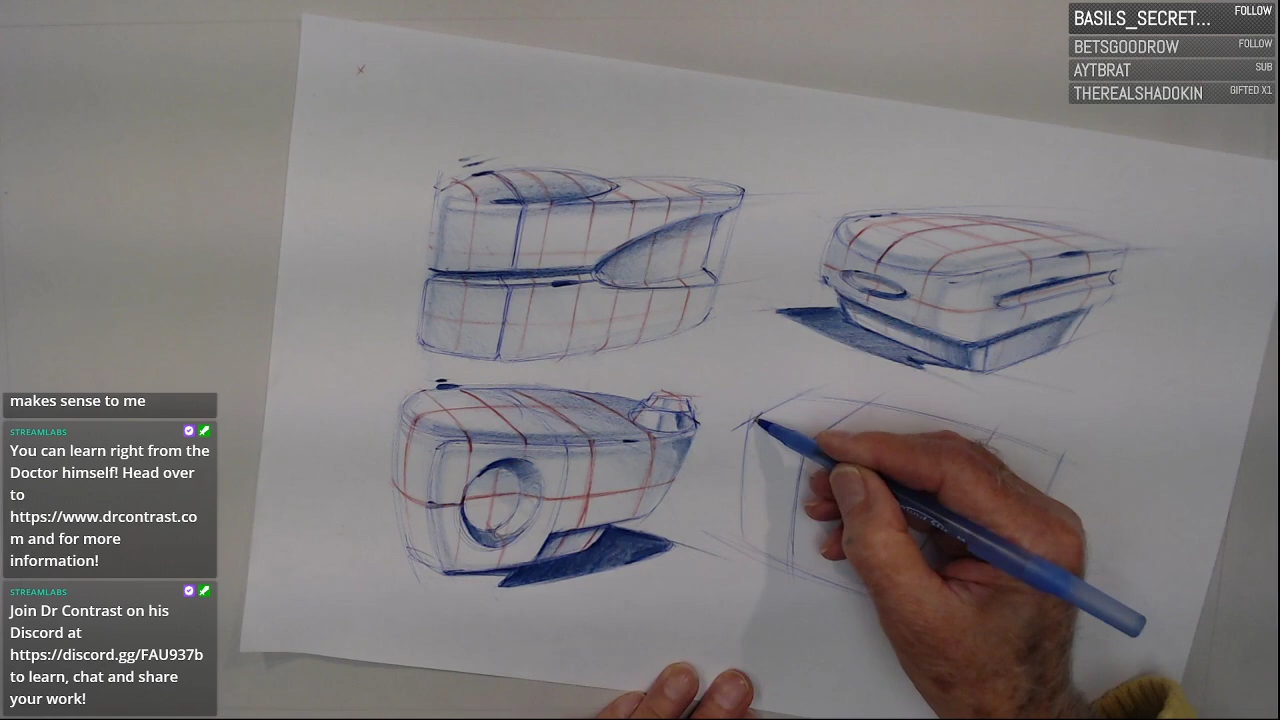 BASILS_SECRET...
FOLLOW
BETSGOODROW
FOLLOW
AYTBRAT
SUB
THEREALSHADOKIN
GIFTED X1
makes sense to me
STREAMLABS
You can learn right from the
Doctor himself! Head over
to
https://www.drcontrast.co
m and for more
information!
STREAMLABS
Join Dr Contrast on his
Discord at
https://discord.gg/FAU937b
to learn, chat and share
your work!